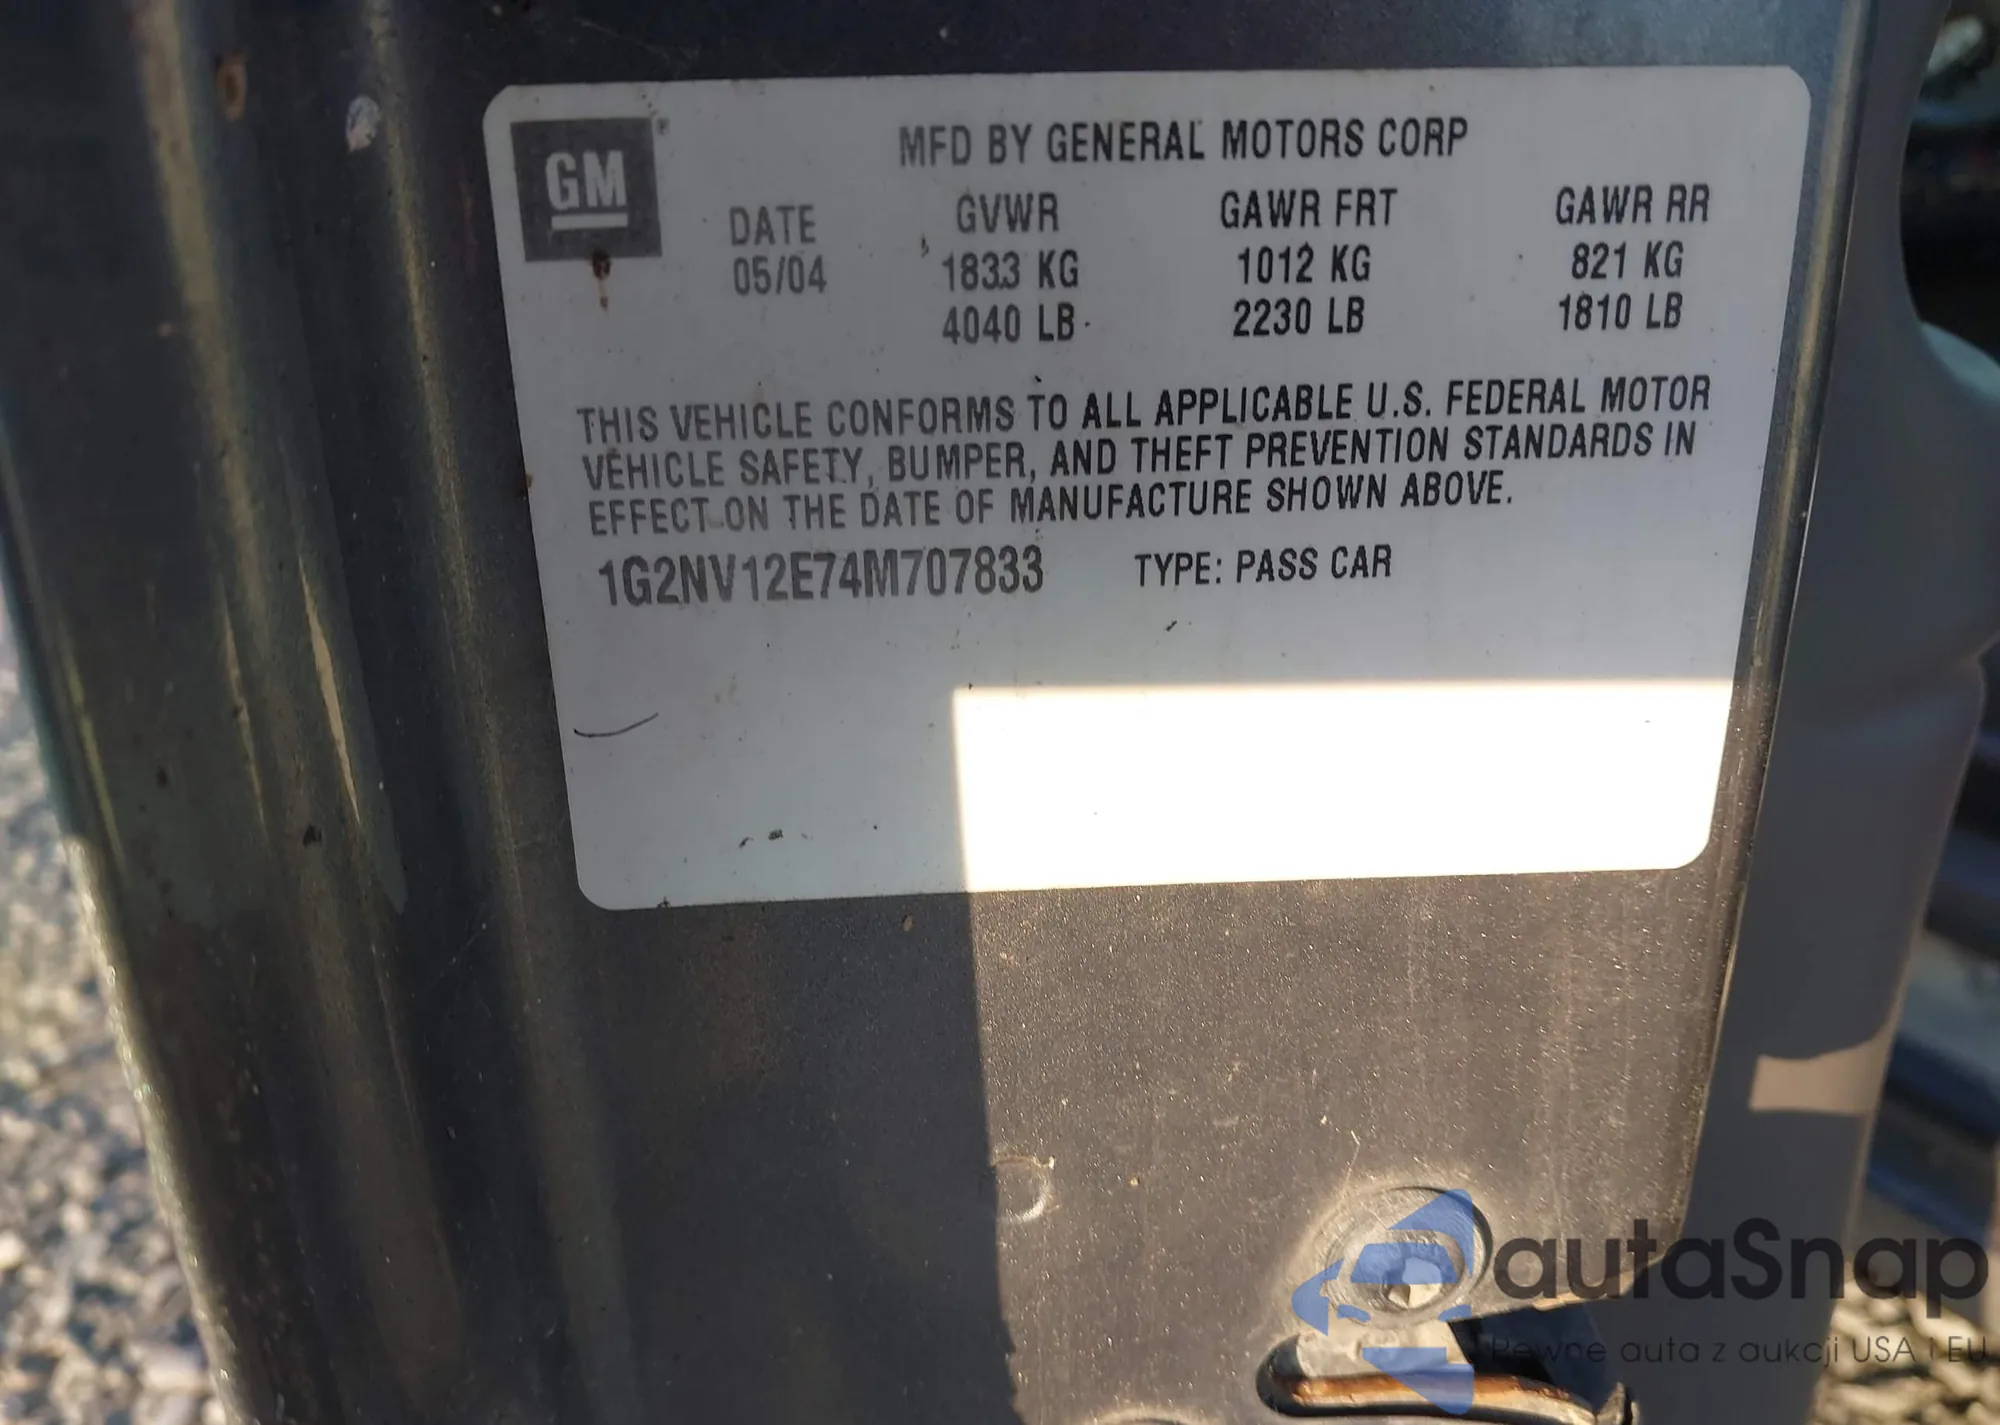 GM
MFD BY GENERAL MOTORS CORP
DATE GVWR GAWR FRT GAWR RR
05/04 1833 KG 1012 KG 821 KG
4040 LB 2230 LB 1810 LB
THIS VEHICLE CONFORMS TO ALL APPLICABLE U.S. FEDERAL MOTOR
VEHICLE SAFETY, BUMPER, AND THEFT PREVENTION STANDARDS IN
EFFECT ON THE DATE OF MANUFACTURE SHOWN ABOVE.
1G2NV12E74M707833 TYPE: PASS CAR
autaSnap
Pewne auta z aukcji USA i EU